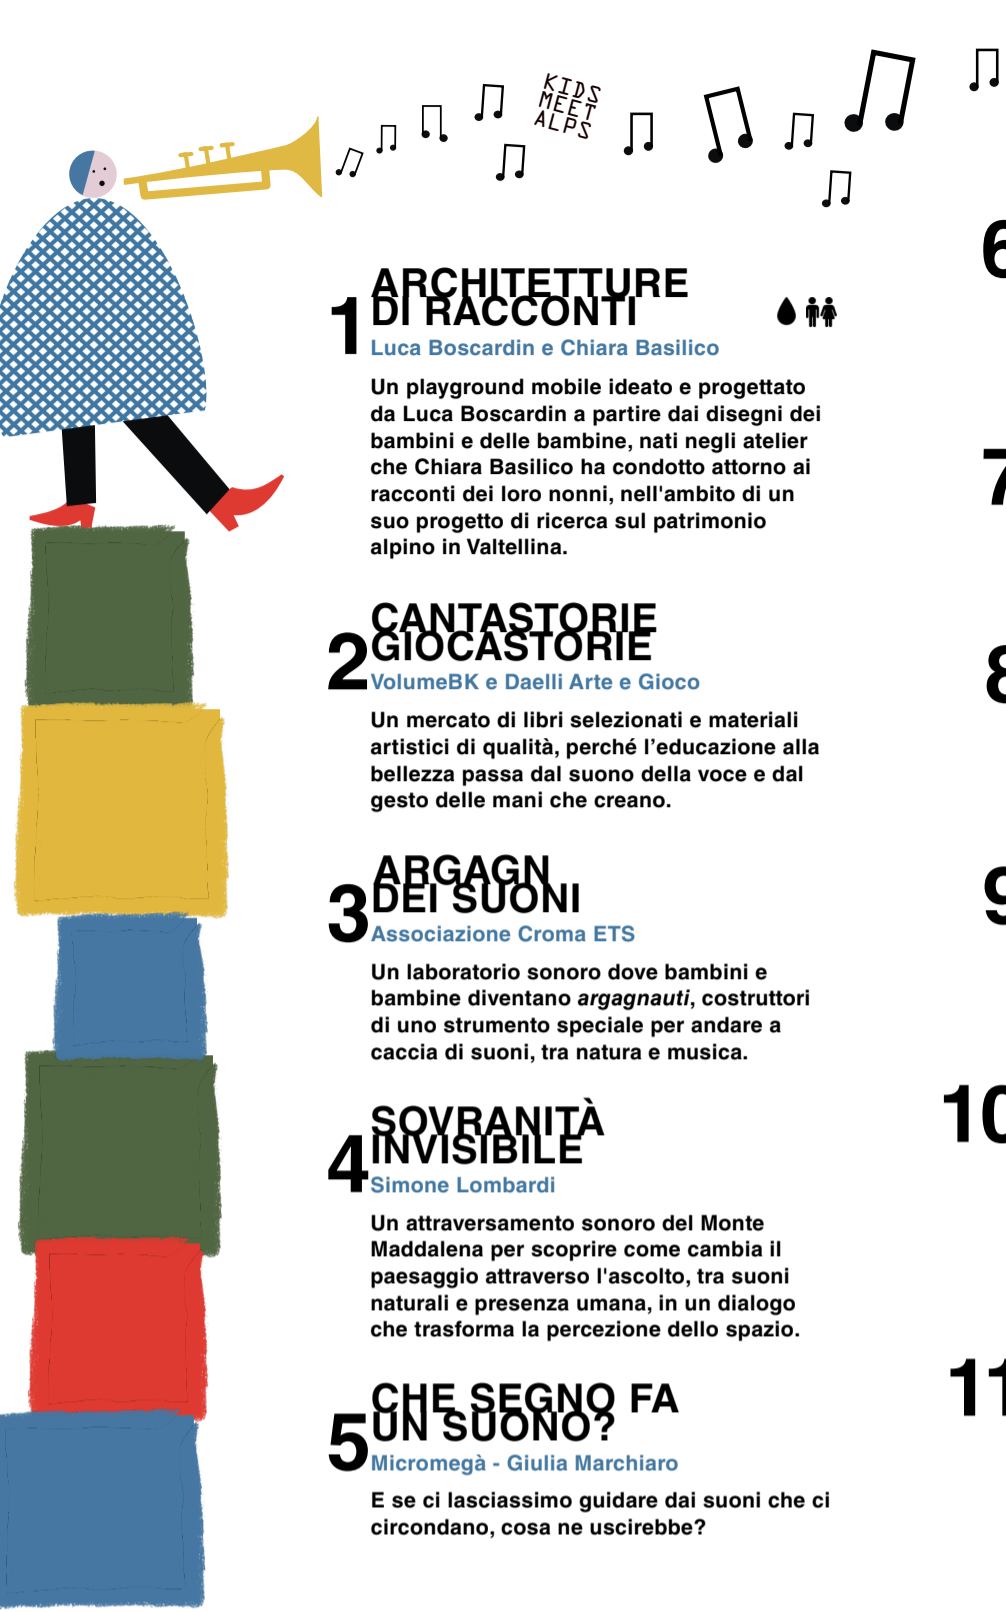 KIDS
MEET
ALPS
1
ARCHITETTURE
DI RACCONTI
Luca Boscardin e Chiara Basilico
Un playground mobile ideato e progettato
da Luca Boscardin a partire dai disegni dei
bambini e delle bambine, nati negli atelier
che Chiara Basilico ha condotto attorno ai
racconti dei loro nonni, nell'ambito di un
suo progetto di ricerca sul patrimonio
alpino in Valtellina.
2
CANTASTORIE
GIOCASTORIE
VolumeBK e Daelli Arte e Gioco
Un mercato di libri selezionati e materiali
artistici di qualità, perché l’educazione alla
bellezza passa dal suono della voce e dal
gesto delle mani che creano.
3
ARGAGN
DEI SUONI
Associazione Croma ETS
Un laboratorio sonoro dove bambini e
bambine diventano argagnauti, costruttori
di uno strumento speciale per andare a
caccia di suoni, tra natura e musica.
4
SOVRANITÀ
INVISIBILE
Simone Lombardi
Un attraversamento sonoro del Monte
Maddalena per scoprire come cambia il
paesaggio attraverso l'ascolto, tra suoni
naturali e presenza umana, in un dialogo
che trasforma la percezione dello spazio.
5
CHE SEGNO FA
UN SUONO?
Micromegà - Giulia Marchiaro
E se ci lasciassimo guidare dai suoni che ci
circondano, cosa ne uscirebbe?
6
7
8
9
10
11